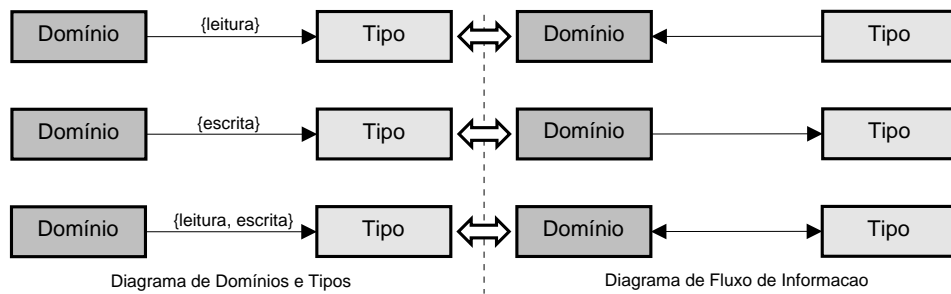 Domínio {leitura} Tipo Domínio Tipo
Domínio {escrita} Tipo Domínio Tipo
Domínio {leitura, escrita} Tipo Domínio Tipo
Diagrama de Domínios e Tipos Diagrama de Fluxo de Informacao